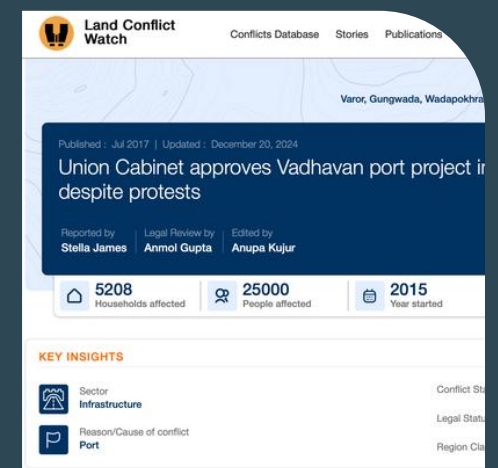 Land Conflict
Watch
Conflicts Database Stories Publications
Varor, Gungwada, Wadapokhra
Published : Jul 2017 | Updated : December 20, 2024
Union Cabinet approves Vadhavan port project in
despite protests
Reported by Legal Review by Edited by
Stella James Anmol Gupta Anupa Kujur
5208 25000 2015
Households affected People affected Year started
KEY INSIGHTS
Sector
Infrastructure
Conflict Sta
Legal Statu
Reason/Cause of conflict
Port
Region Cla